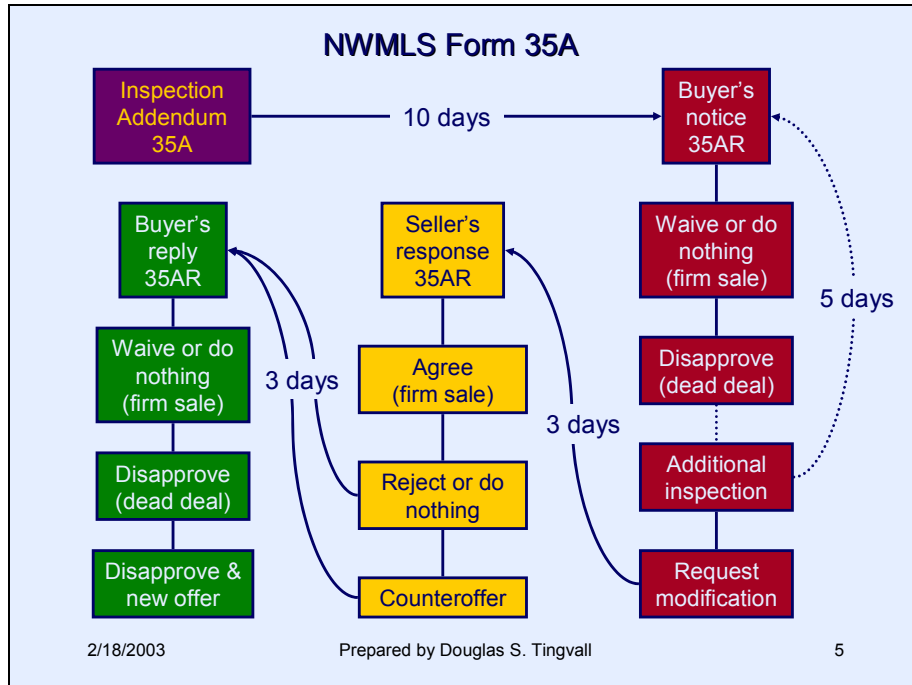 NWMLS Form 35A
Inspection
Addendum
35A
10 days
Buyer's
notice
35AR
Buyer's
reply
35AR
Waive or do
nothing
(firm sale)
Disapprove
(dead deal)
Disapprove &
new offer
3 days
Seller's
response
35AR
Agree
(firm sale)
Reject or do
nothing
Counteroffer
3 days
Waive or do
nothing
(firm sale)
Disapprove
(dead deal)
Additional
inspection
Request
modification
5 days
2/18/2003
Prepared by Douglas S. Tingvall
5